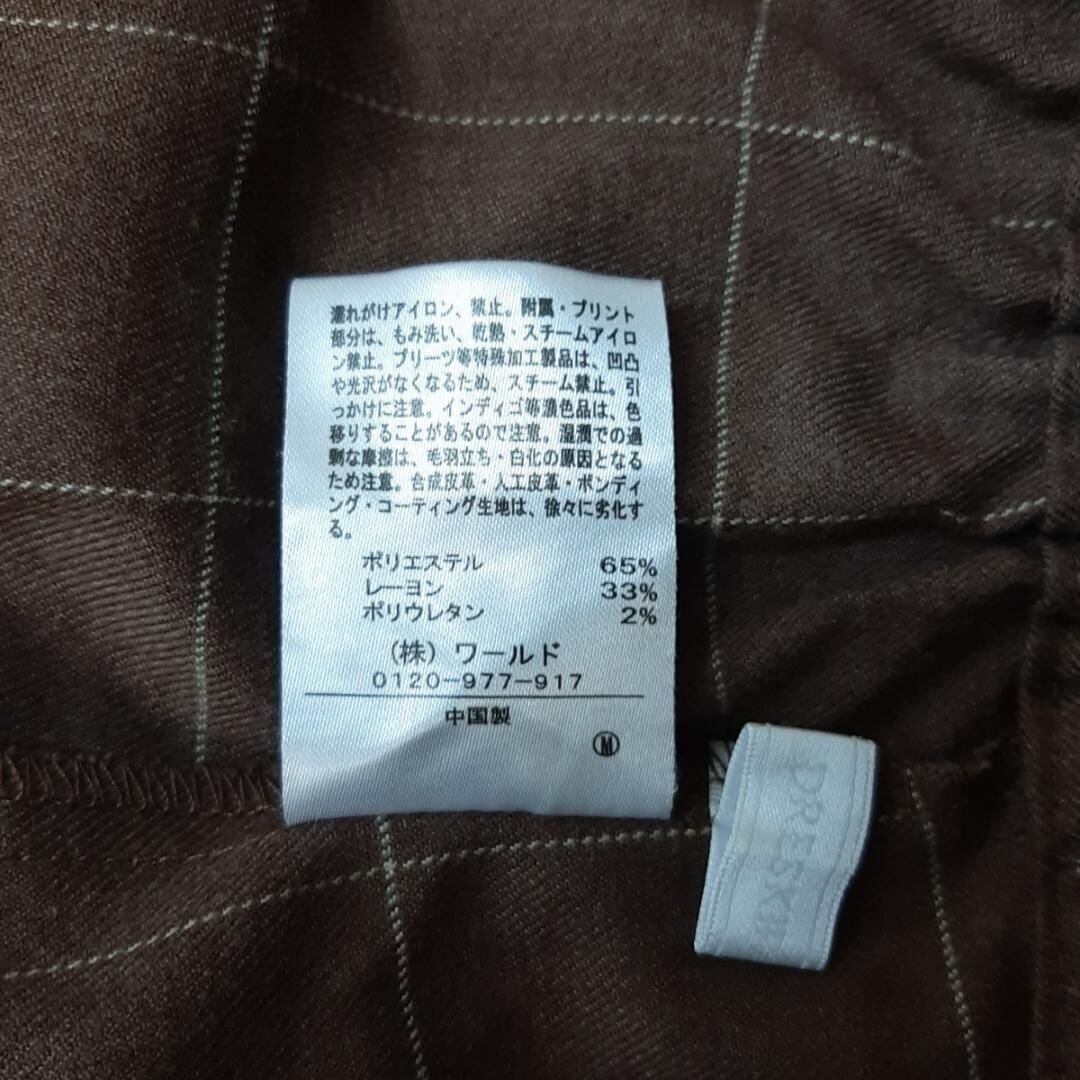 濡れがけアイロン、禁止。附属・プリント
部分は、もみ洗い、乾熱・スチームアイロ
ン禁止。プリーツ等特殊加工製品は、凹凸
や光沢がなくなるため、スチーム禁止。引
っかけに注意。インディゴ等濃色品は、色
移りすることがあるので注意。湿潤での過
剰な摩擦は、毛羽立ち・白化の原因となる
ため注意。合成皮革・人工皮革・ボンディ
ング・コーティング生地は、徐々に劣化す
る。
ポリエステル 65%
レーヨン 33%
ポリウレタン 2%
(株) ワールド
0120-977-917
中国製
Ⓜ
DRESKIP